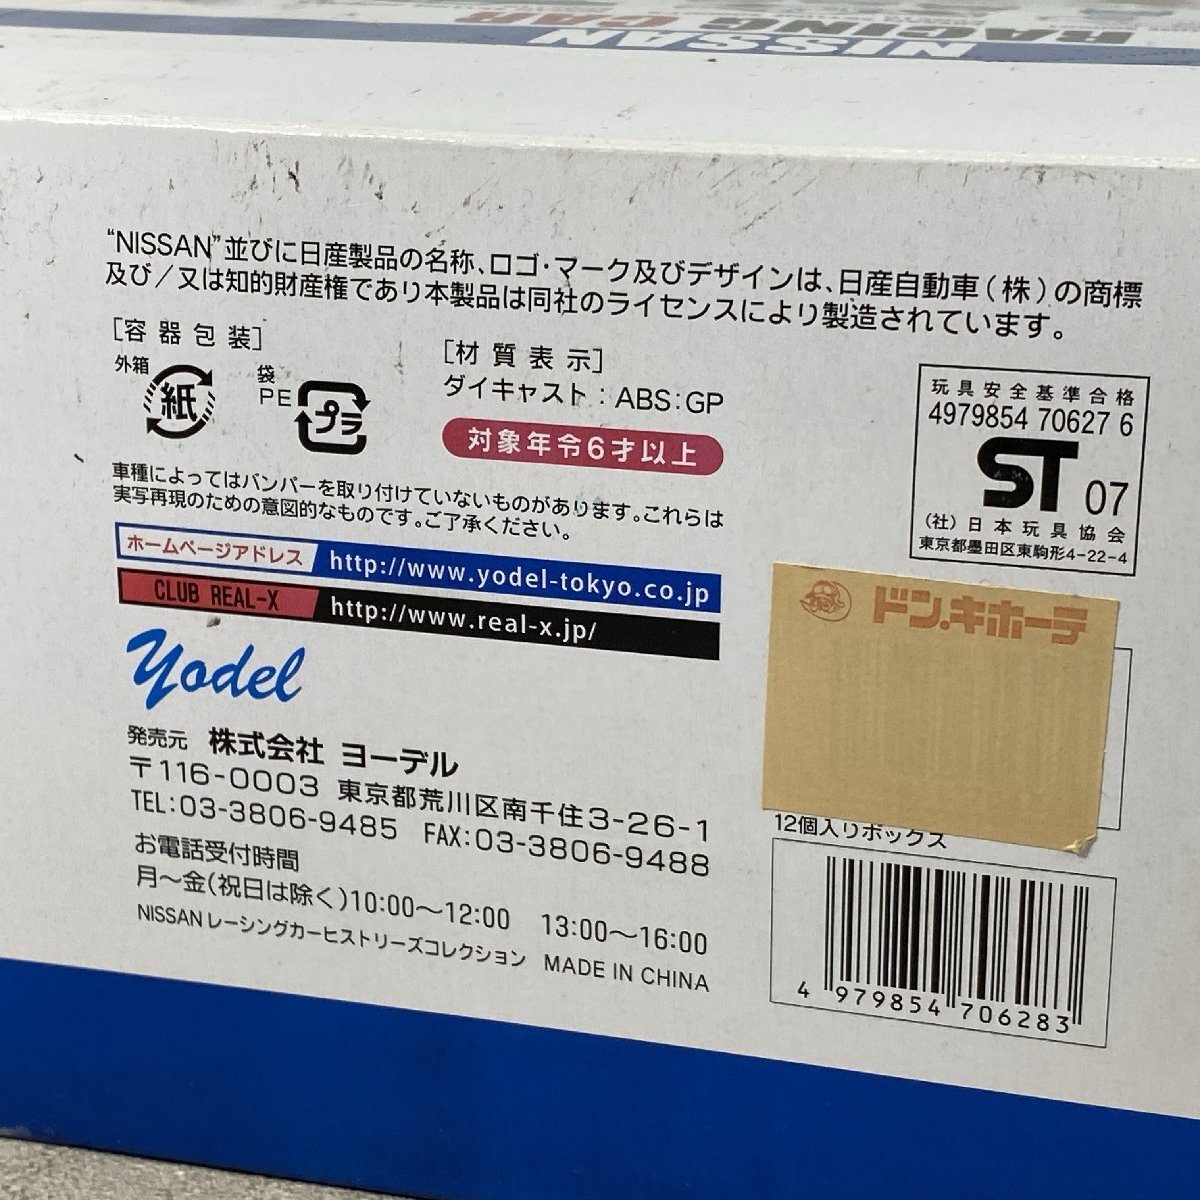 NISSAN
RACING CAR
“NISSAN”並びに日産製品の名称、ロゴ・マーク及びデザインは、日産自動車(株)の商標
及び/又は知的財産権であり本製品は同社のライセンスにより製造されています。
[容器包装]
外箱 紙
袋 PE プラ
[材質表示]
ダイキャスト：ABS：GP
対象年令6才以上
車種によってはバンパーを取り付けていないものがあります。これらは
実写再現のための意図的なものです。ご了承ください。
ホームページアドレス http://www.yodel-tokyo.co.jp
CLUB REAL-X http://www.real-x.jp/
yodel
発売元 株式会社 ヨーデル
〒116-0003 東京都荒川区南千住3-26-1
TEL:03-3806-9485 FAX:03-3806-9488
お電話受付時間
月〜金(祝日は除く)10:00〜12:00 13:00〜16:00
NISSANレーシングカーヒストリーズコレクション MADE IN CHINA
玩具安全基準合格
4979854 70627 6
ST 07
(社)日本玩具協会
東京都墨田区東駒形4-22-4
ドン.キホーテ
12個入りボックス
4 979854 706283